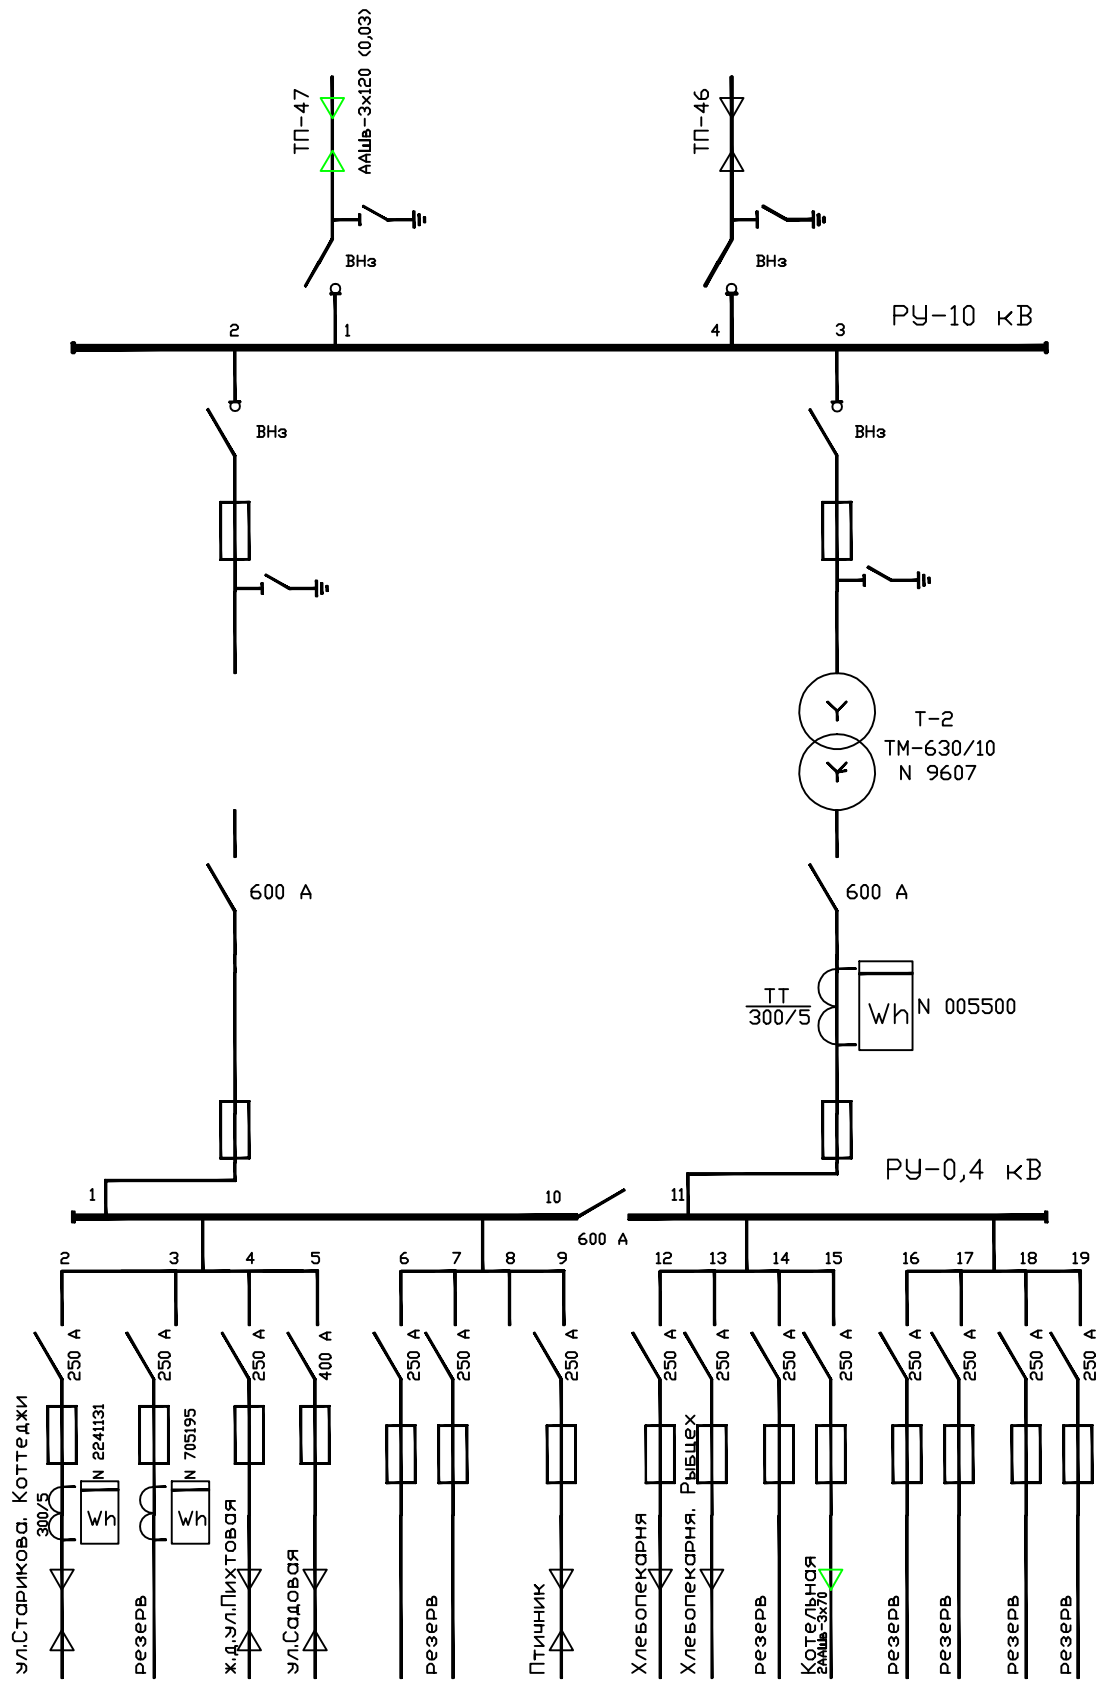 ТП-47
ААШв-3х120 (0,03)
ТП-46
ВНз
ВНз
РУ-10 кВ
2
1
4
3
ВНз
ВНз
Т-2
ТМ-630/10
N 9607
600 А
600 А
ТТ
300/5
Wh
N 005500
РУ-0,4 кВ
1
10
11
600 А
2
3
4
5
6
7
8
9
12
13
14
15
16
17
18
19
250 А
250 А
250 А
400 А
250 А
250 А
250 А
250 А
250 А
250 А
250 А
250 А
250 А
250 А
250 А
ул.Старикова. Коттеджи
300/5
N 2241131
Wh
резерв
N 705195
Wh
ж.д.ул.Пихтовая
ул.Садовая
резерв
Птичник
Хлебопекарня
Хлебопекарня. Рыбцех
резерв
Котельная
2ААШв-3х70
резерв
резерв
резерв
резерв